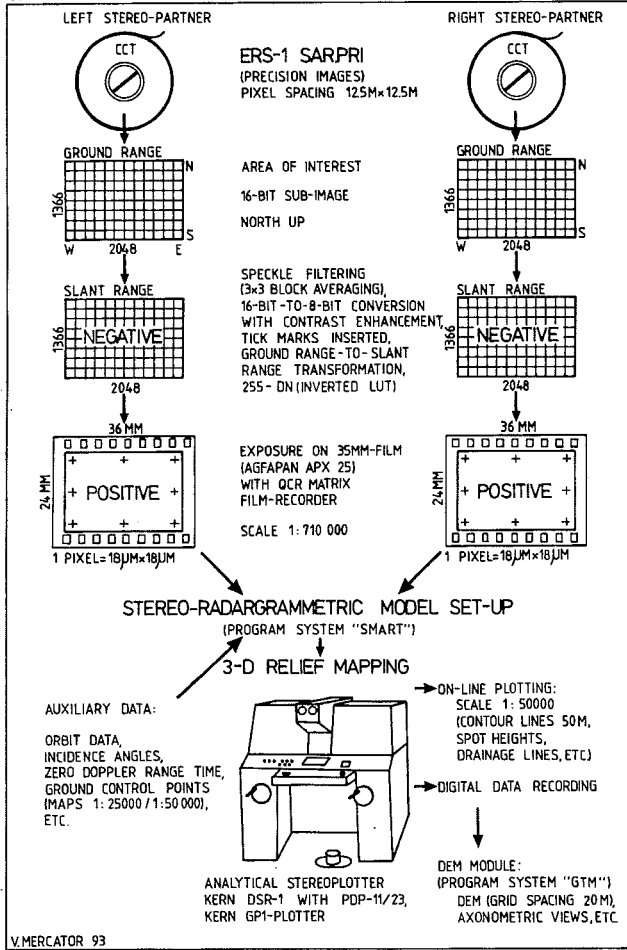 LEFT STEREO-PARTNER
RIGHT STEREO-PARTNER
CCT
CCT
ERS-1 SAR.PRI
(PRECISION IMAGES)
PIXEL SPACING 12.5M×12.5M
GROUND RANGE
N
1366
S
W 2048 E
AREA OF INTEREST
16-BIT SUB-IMAGE
NORTH UP
GROUND RANGE
N
1366
S
W 2048
SLANT RANGE
1366
NEGATIVE
2048
SPECKLE FILTERING
(3×3 BLOCK AVERAGING),
16-BIT-TO-8-BIT CONVERSION
WITH CONTRAST ENHANCEMENT,
TICK MARKS INSERTED,
GROUND RANGE-TO-SLANT
RANGE TRANSFORMATION,
255-DN (INVERTED LUT)
SLANT RANGE
1366
NEGATIVE
2048
36 MM
24 MM
POSITIVE
1 PIXEL=18µM×18µM
EXPOSURE ON 35MM-FILM
(AGFAPAN APX 25)
WITH QCR MATRIX
FILM-RECORDER
SCALE 1:710 000
36 MM
24 MM
POSITIVE
1 PIXEL=18µM×18µM
STEREO-RADARGRAMMETRIC MODEL SET-UP
(PROGRAM SYSTEM "SMART")
3-D RELIEF MAPPING
AUXILIARY DATA:
ORBIT DATA,
INCIDENCE ANGLES,
ZERO DOPPLER RANGE TIME,
GROUND CONTROL POINTS
(MAPS 1:25000/1:50000),
ETC.
ON-LINE PLOTTING:
SCALE 1:50000
(CONTOUR LINES 50M,
SPOT HEIGHTS,
DRAINAGE LINES, ETC)
DIGITAL DATA RECORDING
ANALYTICAL STEREOPLOTTER
KERN DSR-1 WITH PDP-11/23,
KERN GP1-PLOTTER
DEM MODULE:
(PROGRAM SYSTEM "GTM")
DEM (GRID SPACING 20M),
AXONOMETRIC VIEWS, ETC.
V.MERCATOR 93